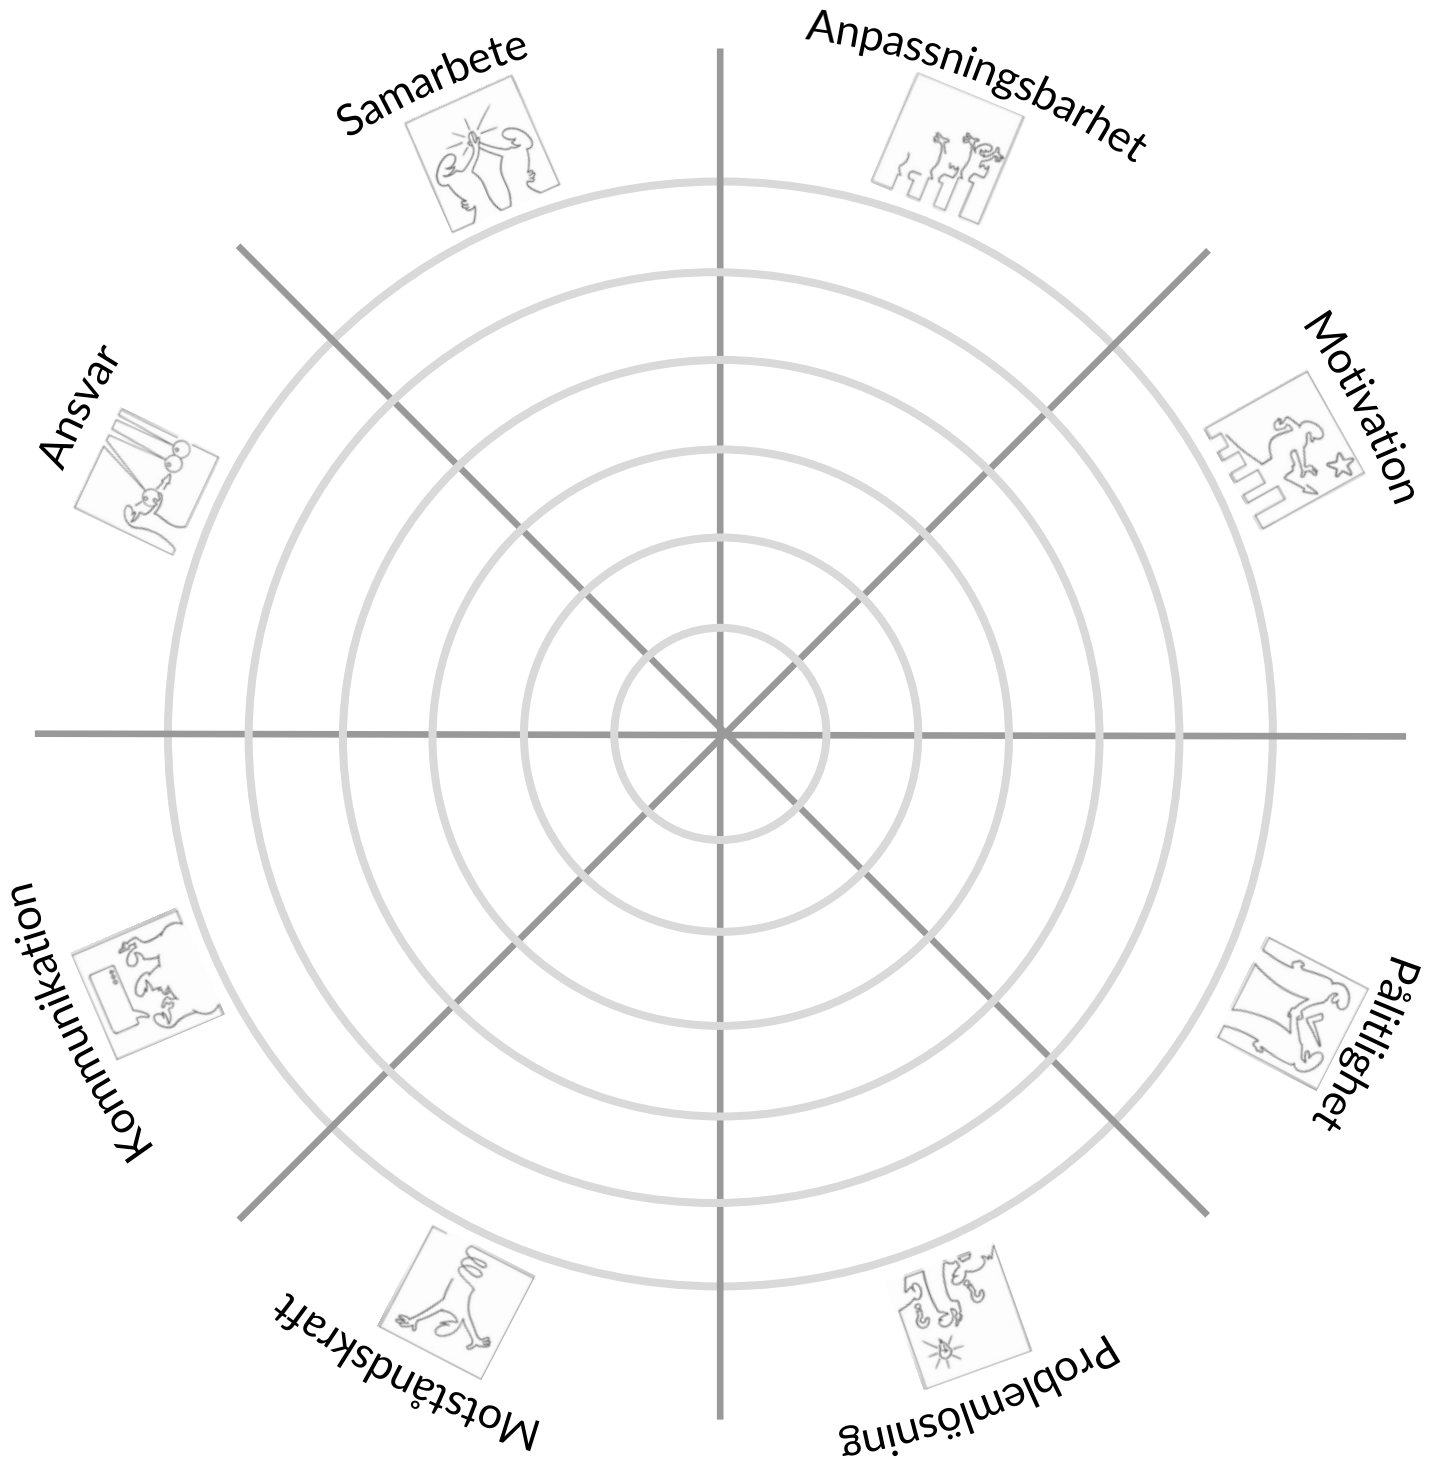 Samarbete
Anpassningsbarhet
Motivation
Pålitlighet
Problemlösning
Motståndskraft
Kommunikation
Ansvar